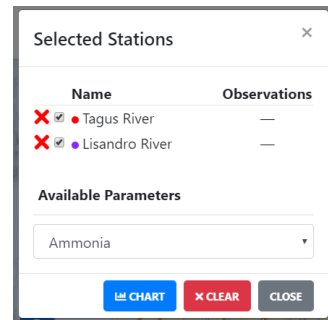 Selected Stations ×
Name Observations
Tagus River —
Lisandro River —
Available Parameters
Ammonia
CHART × CLEAR CLOSE